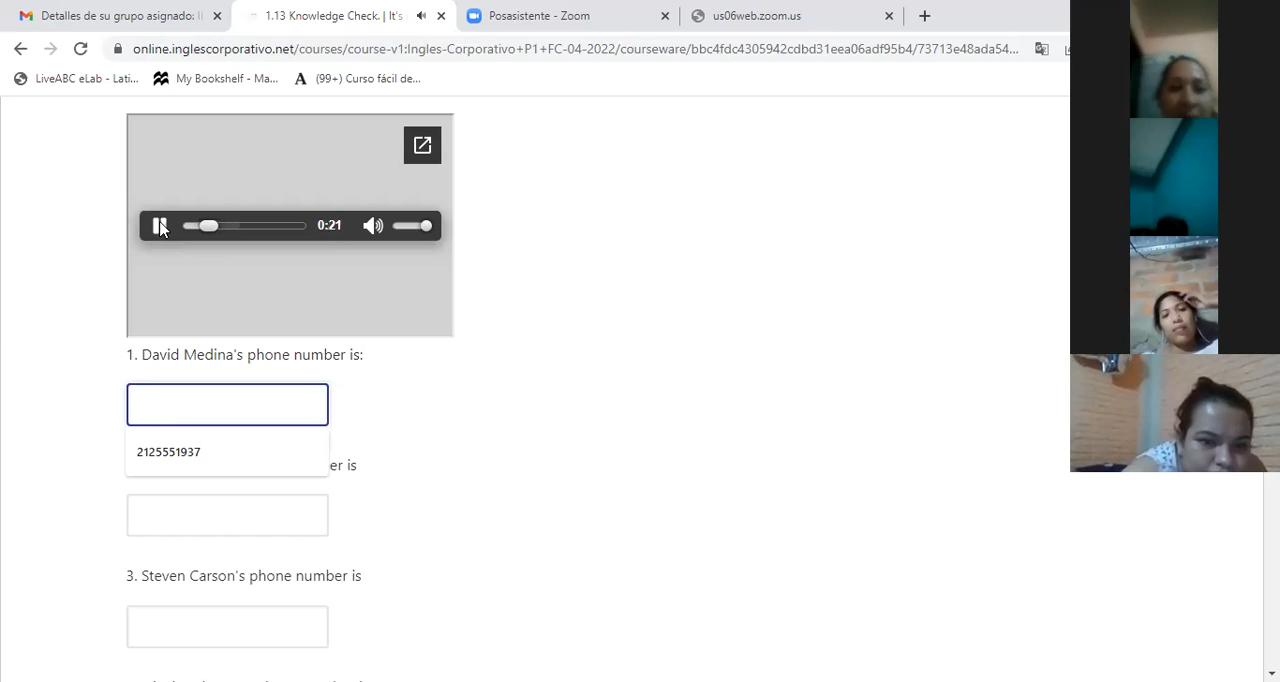 Detalles de su grupo asignado: li
1.13 Knowledge Check. | It's
Posasistente - Zoom
us06web.zoom.us
online.inglescorporativo.net/courses/course-v1:Ingles-Corporativo+P1+FC-04-2022/courseware/bbc4fdc4305942cdbd31eea06adf95b4/73713e48ada54...
LiveABC eLab - Lati...
My Bookshelf - Ma...
(99+) Curso fácil de...
0:21
1. David Medina's phone number is:
2125551937
er is
3. Steven Carson's phone number is